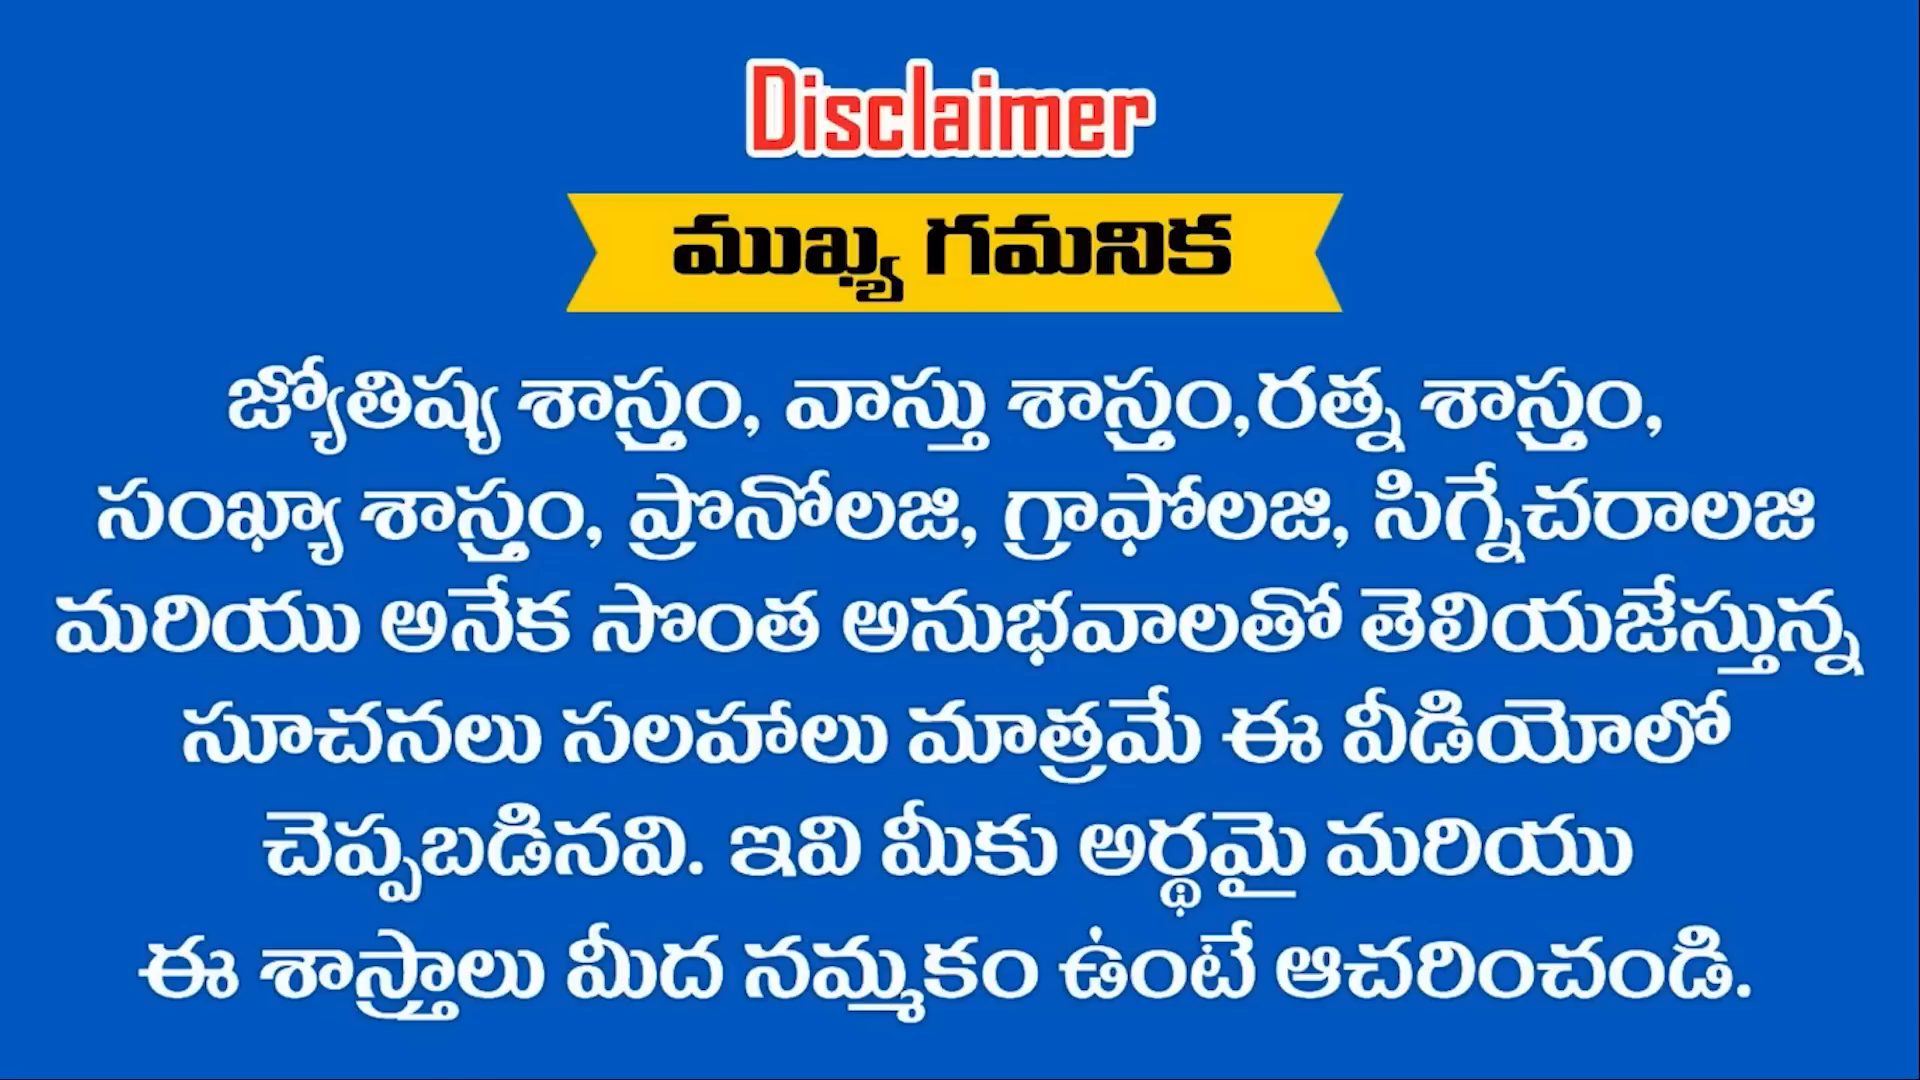 Disclaimer
ముఖ్య గమనిక
జ్యోతిష్య శాస్త్రం, వాస్తు శాస్త్రం,రత్న శాస్త్రం,
సంఖ్యా శాస్త్రం, ప్రొనోలజి, గ్రాఫోలజి, సిగ్నేచరాలజి
మరియు అనేక సొంత అనుభవాలతో తెలియజేస్తున్న
సూచనలు సలహాలు మాత్రమే ఈ వీడియోలో
చెప్పబడినవి. ఇవి మీకు అర్థమై మరియు
ఈ శాస్త్రాలు మీద నమ్మకం ఉంటే ఆచరించండి.